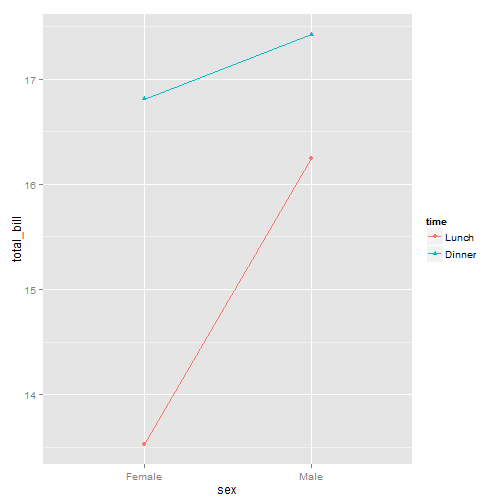 total_bill
17
16
15
14
Female
Male
sex
time
Lunch
Dinner